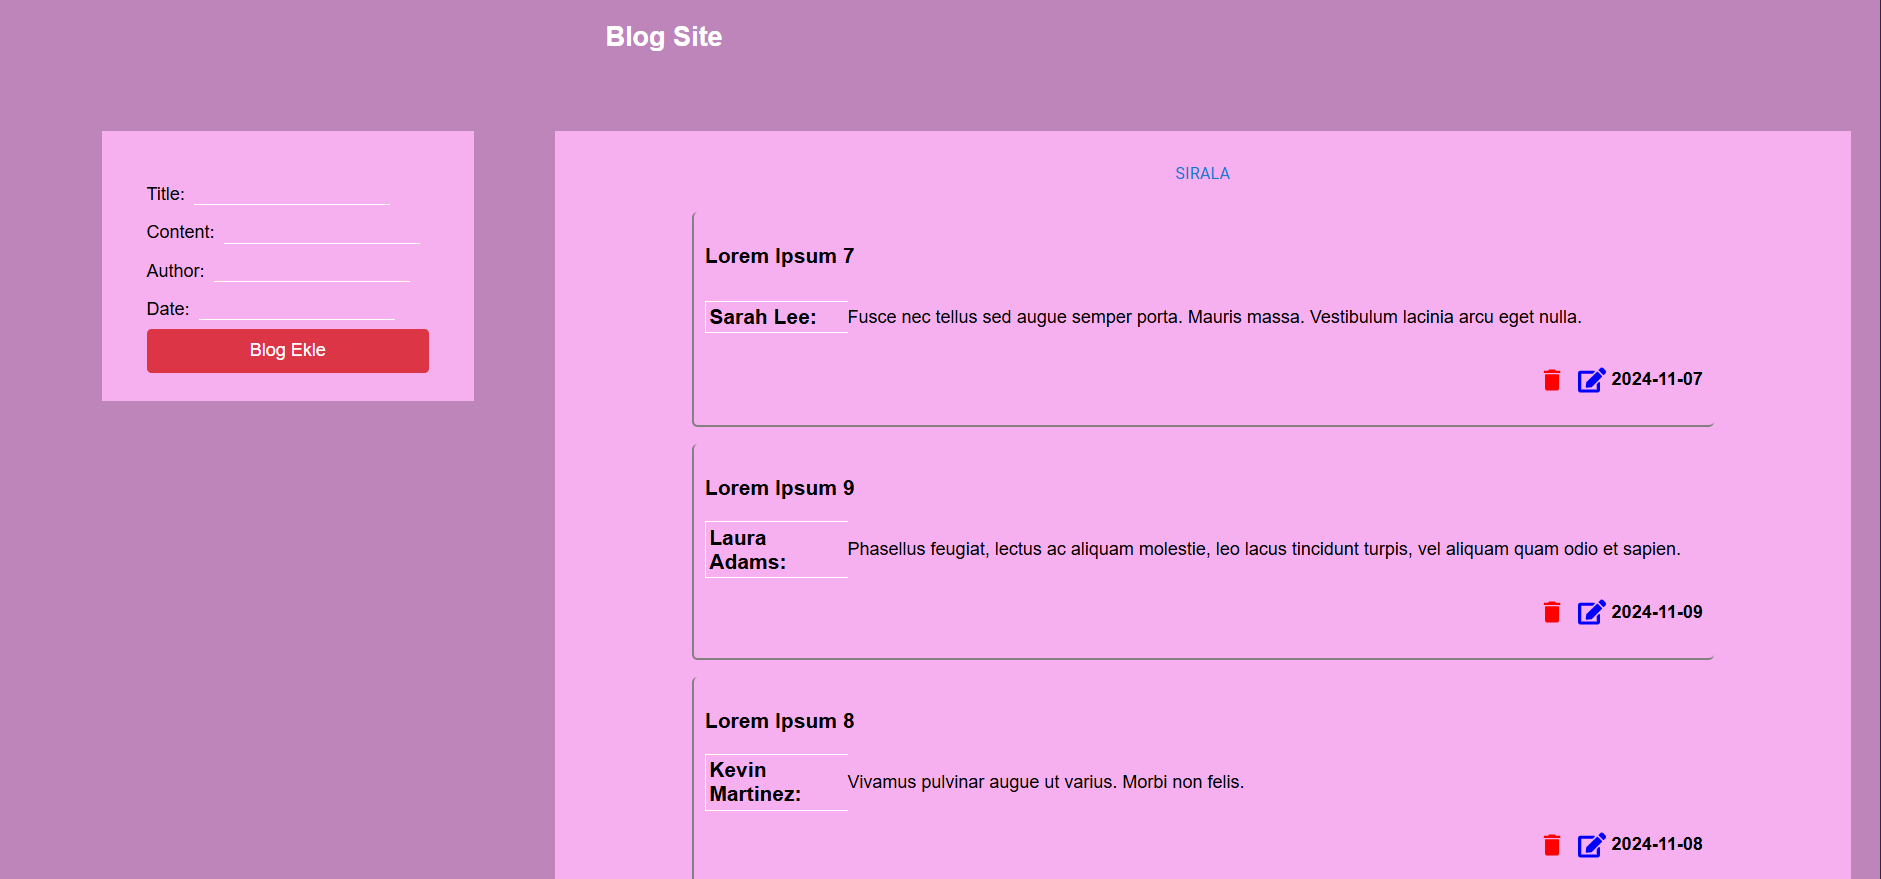 Blog Site
Title:
Content:
Author:
Date:
Blog Ekle
SIRALA
Lorem Ipsum 7
Sarah Lee: Fusce nec tellus sed augue semper porta. Mauris massa. Vestibulum lacinia arcu eget nulla.
2024-11-07
Lorem Ipsum 9
Laura
Adams:
Phasellus feugiat, lectus ac aliquam molestie, leo lacus tincidunt turpis, vel aliquam quam odio et sapien.
2024-11-09
Lorem Ipsum 8
Kevin
Martinez:
Vivamus pulvinar augue ut varius. Morbi non felis.
2024-11-08